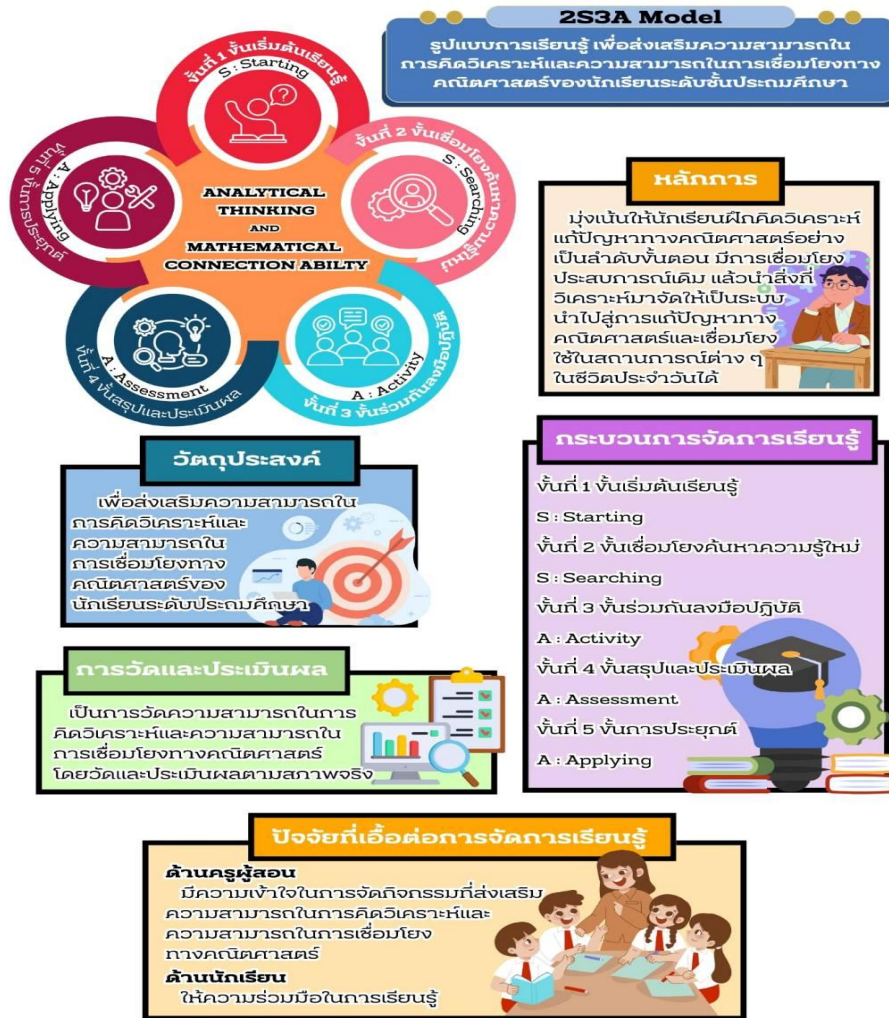 2S3A Model
รูปแบบการเรียนรู้ เพื่อส่งเสริมความสามารถใน
การคิดวิเคราะห์และความสามารถในการเชื่อมโยงทาง
คณิตศาสตร์ของนักเรียนระดับชั้นประถมศึกษา
ขั้นที่ 1 ขั้นเริ่มต้นเรียนรู้
S : Starting
ขั้นที่ 2 ขั้นเชื่อมโยงค้นหาความรู้ใหม่
S : Searching
ขั้นที่ 3 ขั้นร่วมกันลงมือปฏิบัติ
A : Activity
ขั้นที่ 4 ขั้นสรุปและประเมินผล
A : Assessment
ขั้นที่ 5 ขั้นการประยุกต์
A : Applying
ANALYTICAL
THINKING
AND
MATHEMATICAL
CONNECTION ABILTY
หลักการ
มุ่งเน้นให้นักเรียนฝึกคิดวิเคราะห์
แก้ปัญหาทางคณิตศาสตร์อย่าง
เป็นลำดับขั้นตอน มีการเชื่อมโยง
ประสบการณ์เดิม แล้วนำสิ่งที่
วิเคราะห์มาจัดให้เป็นระบบ
นำไปสู่การแก้ปัญหาทาง
คณิตศาสตร์และเชื่อมโยง
ใช้ในสถานการณ์ต่าง ๆ
ในชีวิตประจำวันได้
วัตถุประสงค์
เพื่อส่งเสริมความสามารถใน
การคิดวิเคราะห์และ
ความสามารถใน
การเชื่อมโยงทาง
คณิตศาสตร์ของ
นักเรียนระดับประถมศึกษา
กระบวนการจัดการเรียนรู้
ขั้นที่ 1 ขั้นเริ่มต้นเรียนรู้
S : Starting
ขั้นที่ 2 ขั้นเชื่อมโยงค้นหาความรู้ใหม่
S : Searching
ขั้นที่ 3 ขั้นร่วมกันลงมือปฏิบัติ
A : Activity
ขั้นที่ 4 ขั้นสรุปและประเมินผล
A : Assessment
ขั้นที่ 5 ขั้นการประยุกต์
A : Applying
การวัดและประเมินผล
เป็นการวัดความสามารถในการ
คิดวิเคราะห์และความสามารถใน
การเชื่อมโยงทางคณิตศาสตร์
โดยวัดและประเมินผลตามสภาพจริง
ปัจจัยที่เอื้อต่อการจัดการเรียนรู้
ด้านครูผู้สอน
มีความเข้าใจในการจัดกิจกรรมที่ส่งเสริม
ความสามารถในการคิดวิเคราะห์และ
ความสามารถในการเชื่อมโยง
ทางคณิตศาสตร์
ด้านนักเรียน
ให้ความร่วมมือในการเรียนรู้